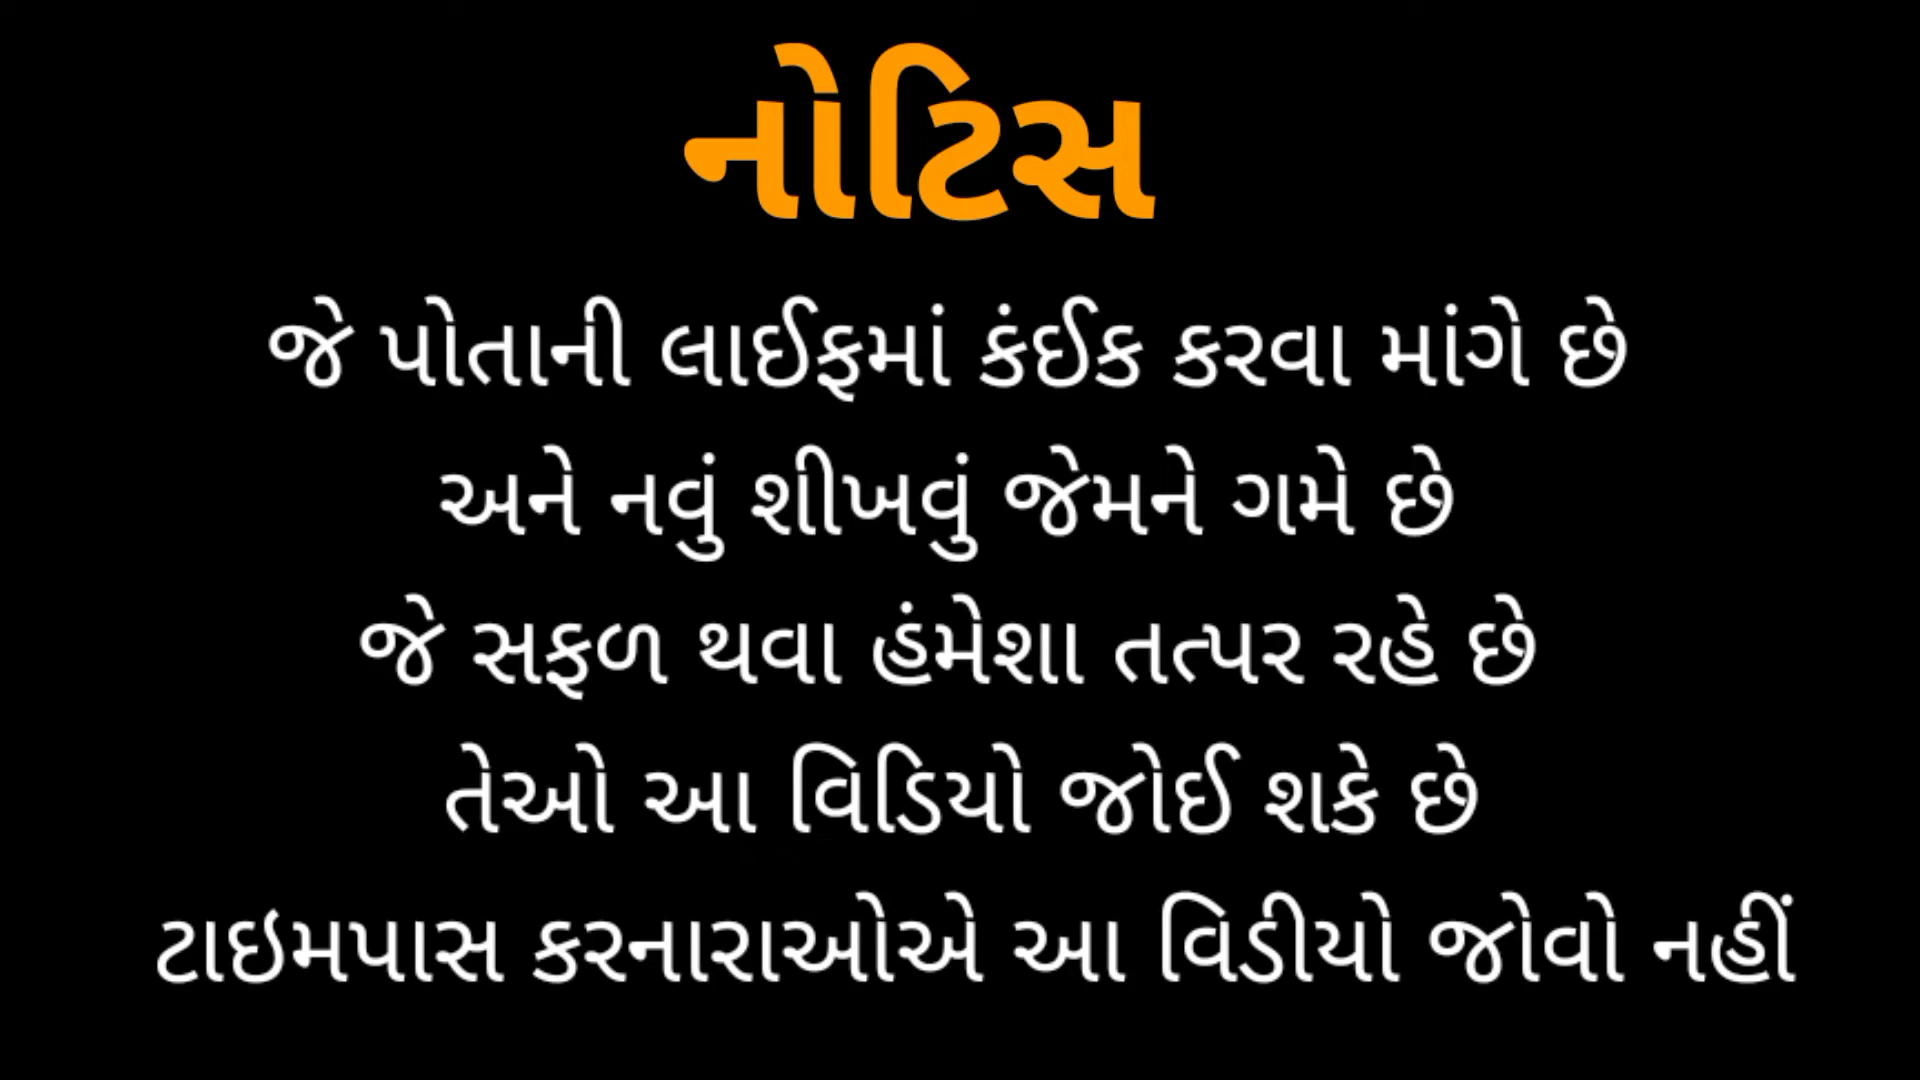 નોટિસ
જે પોતાની લાઈફમાં કંઈક કરવા માંગે છે
અને નવું શીખવું જેમને ગમે છે
જે સફળ થવા હંમેશા તત્પર રહે છે
તેઓ આ વિડિયો જોઈ શકે છે
ટાઇમપાસ કરનારાઓએ આ વિડીયો જોવો નહીં